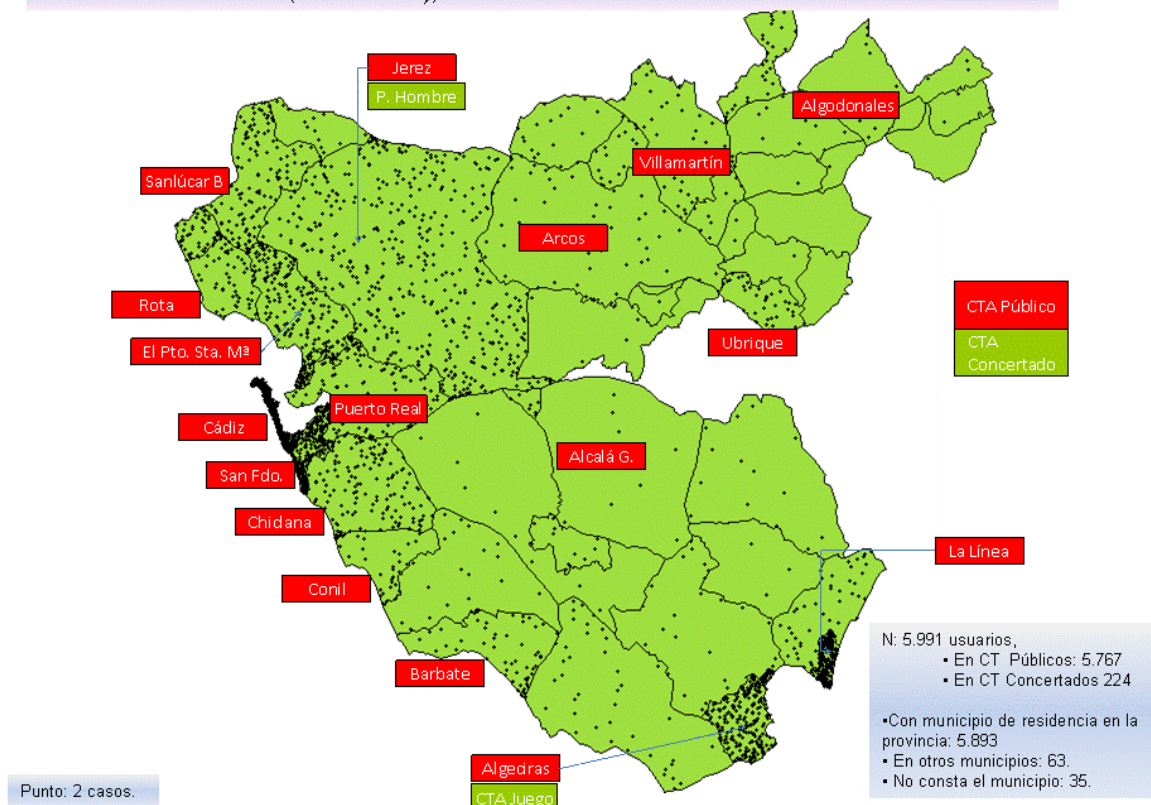 Jerez
P. Hombre
Algodonales
Villamartín
Sanlúcar B
Arcos
Rota
CTA Público
CTA
Concertado
El Pto. Sta. Mª
Ubrique
Puerto Real
Cádiz
Alcalá G.
San Fdo.
Chidana
La Línea
Conil
N: 5.991 usuarios,
• En CT Públicos: 5.767
• En CT Concertados 224
•Con municipio de residencia en la
provincia: 5.893
• En otros municipios: 63.
• No consta el municipio: 35.
Barbate
Algeciras
CTA Juego
Punto: 2 casos.